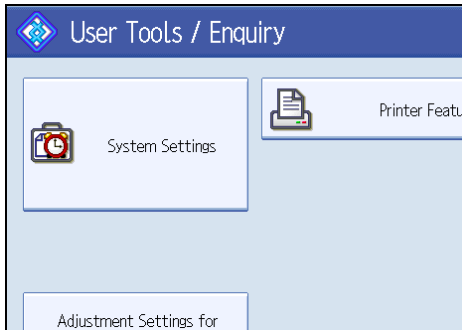 User Tools / Enquiry
System Settings
Printer Featu
Adjustment Settings for